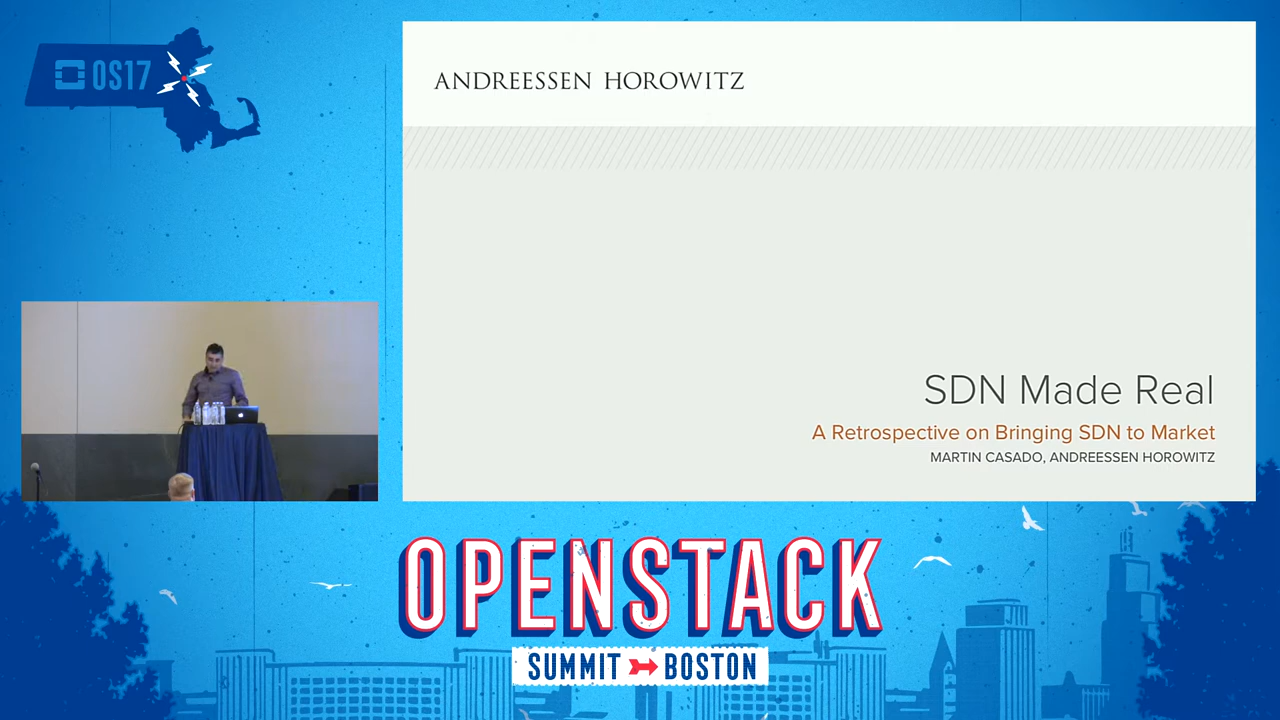 OS17
ANDREESSEN HOROWITZ
SDN Made Real
A Retrospective on Bringing SDN to Market
MARTIN CASADO, ANDREESSEN HOROWITZ
OPENSTACK
SUMMIT BOSTON